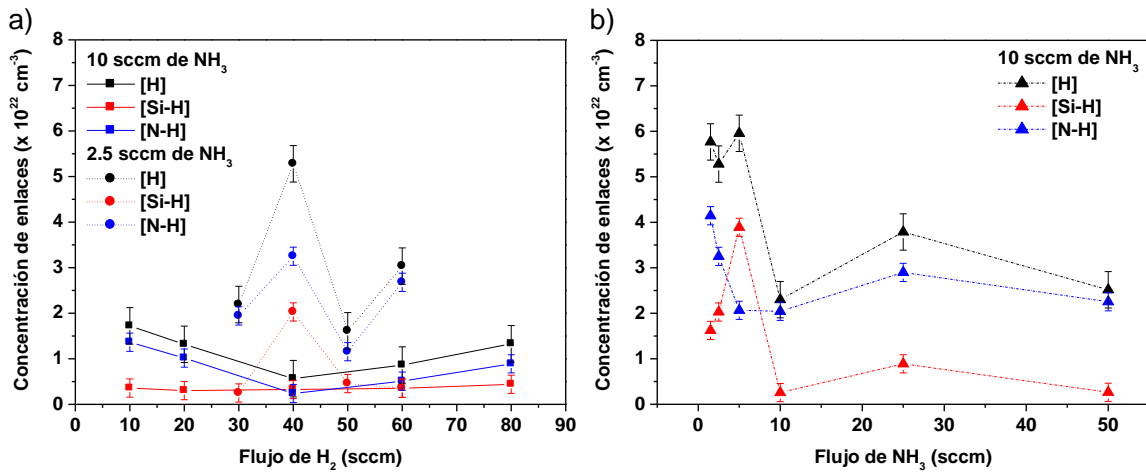 a)
Concentración de enlaces (x 10²² cm⁻³)
8
7
6
5
4
3
2
1
0
10 sccm de NH₃
[H]
[Si-H]
[N-H]
2.5 sccm de NH₃
[H]
[Si-H]
[N-H]
0 10 20 30 40 50 60 70 80 90
Flujo de H₂ (sccm)
b)
Concentración de enlaces (x 10²² cm⁻³)
8
7
6
5
4
3
2
1
0
10 sccm de NH₃
[H]
[Si-H]
[N-H]
0 10 20 30 40 50
Flujo de NH₃ (sccm)